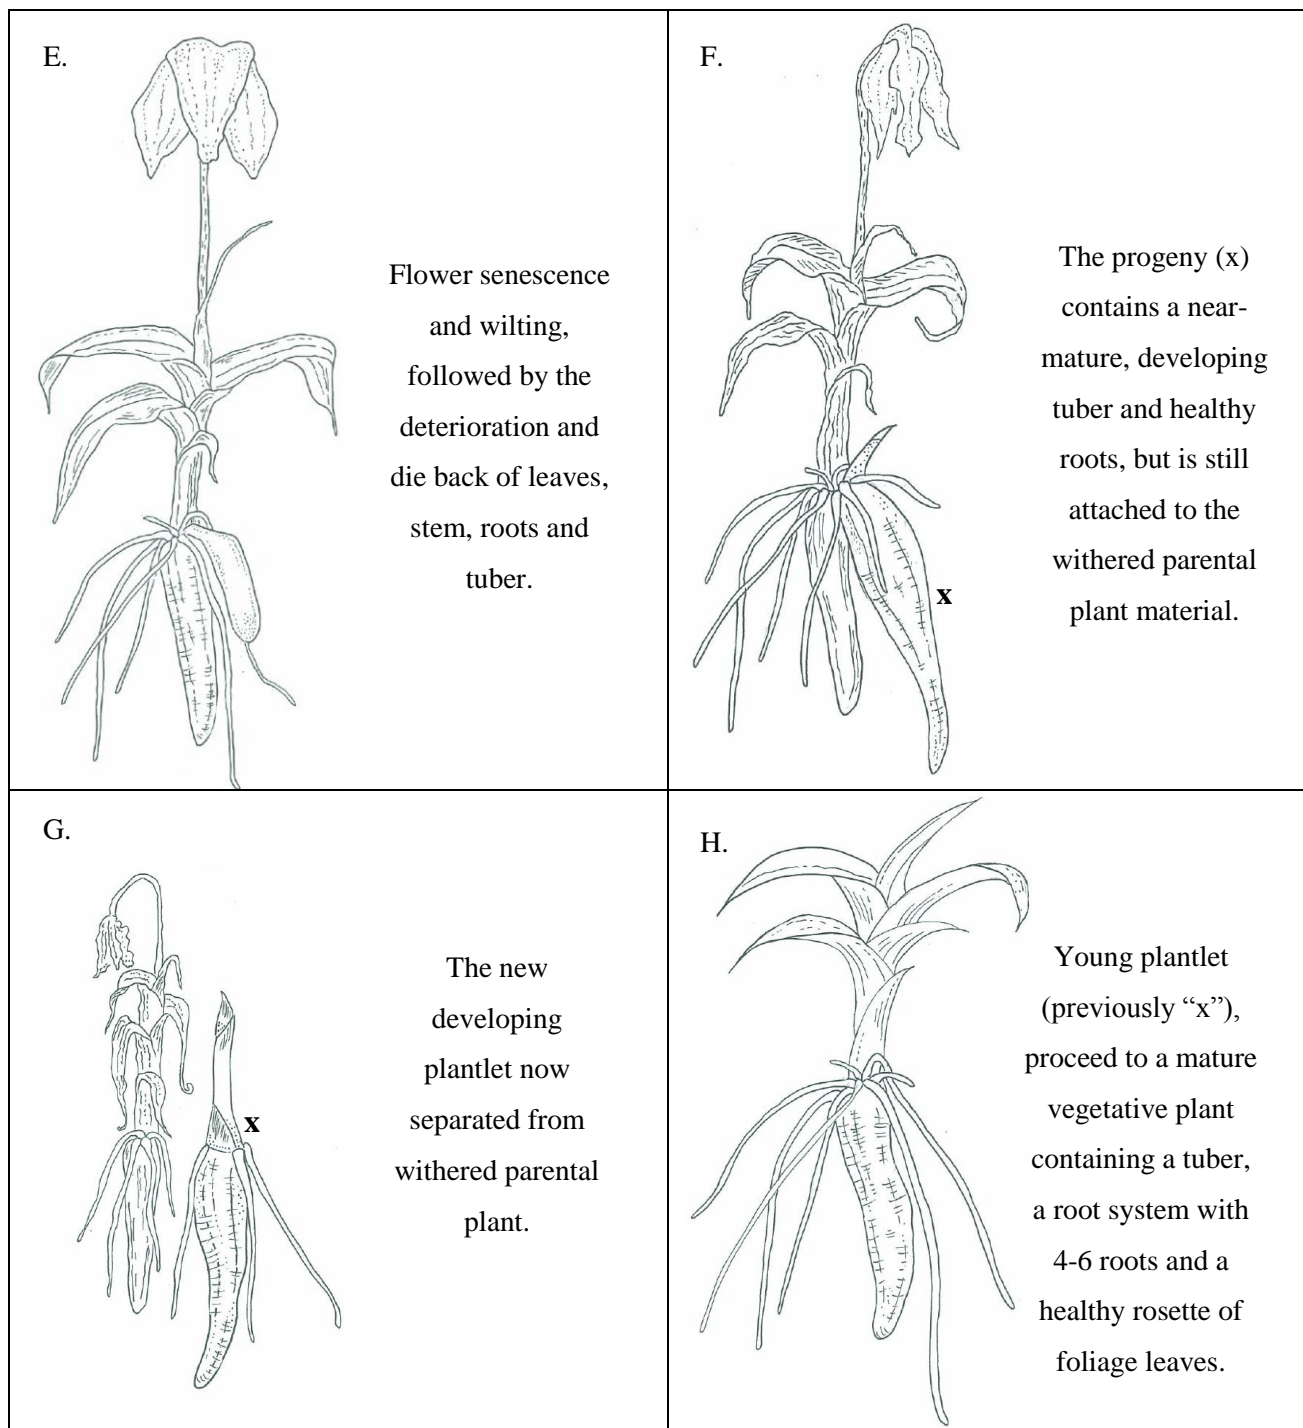 E.
Flower senescence
and wilting,
followed by the
deterioration and
die back of leaves,
stem, roots and
tuber.
F.
The progeny (x)
contains a near-
mature, developing
tuber and healthy
roots, but is still
attached to the
withered parental
plant material.
x
G.
The new
developing
plantlet now
separated from
withered parental
plant.
x
H.
Young plantlet
(previously “x”),
proceed to a mature
vegetative plant
containing a tuber,
a root system with
4-6 roots and a
healthy rosette of
foliage leaves.